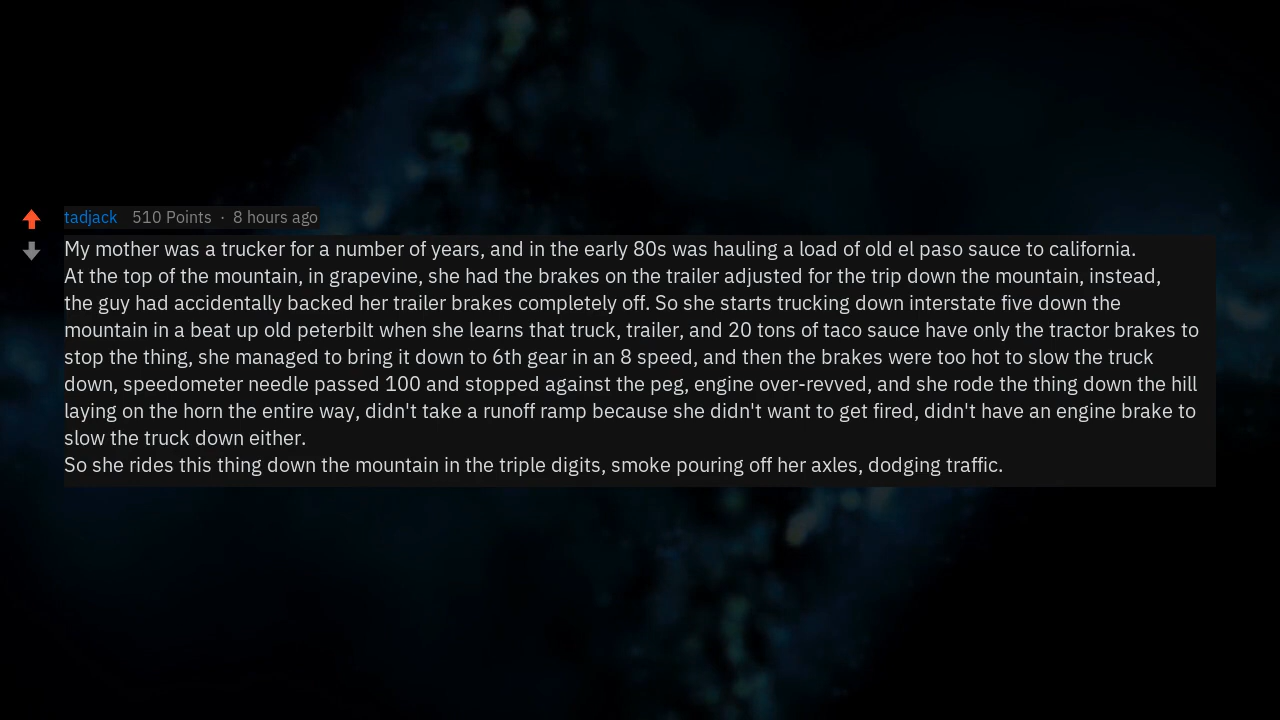 tadjack 510 Points · 8 hours ago
My mother was a trucker for a number of years, and in the early 80s was hauling a load of old el paso sauce to california.
At the top of the mountain, in grapevine, she had the brakes on the trailer adjusted for the trip down the mountain, instead,
the guy had accidentally backed her trailer brakes completely off. So she starts trucking down interstate five down the
mountain in a beat up old peterbilt when she learns that truck, trailer, and 20 tons of taco sauce have only the tractor brakes to
stop the thing, she managed to bring it down to 6th gear in an 8 speed, and then the brakes were too hot to slow the truck
down, speedometer needle passed 100 and stopped against the peg, engine over-revved, and she rode the thing down the hill
laying on the horn the entire way, didn't take a runoff ramp because she didn't want to get fired, didn't have an engine brake to
slow the truck down either.
So she rides this thing down the mountain in the triple digits, smoke pouring off her axles, dodging traffic.